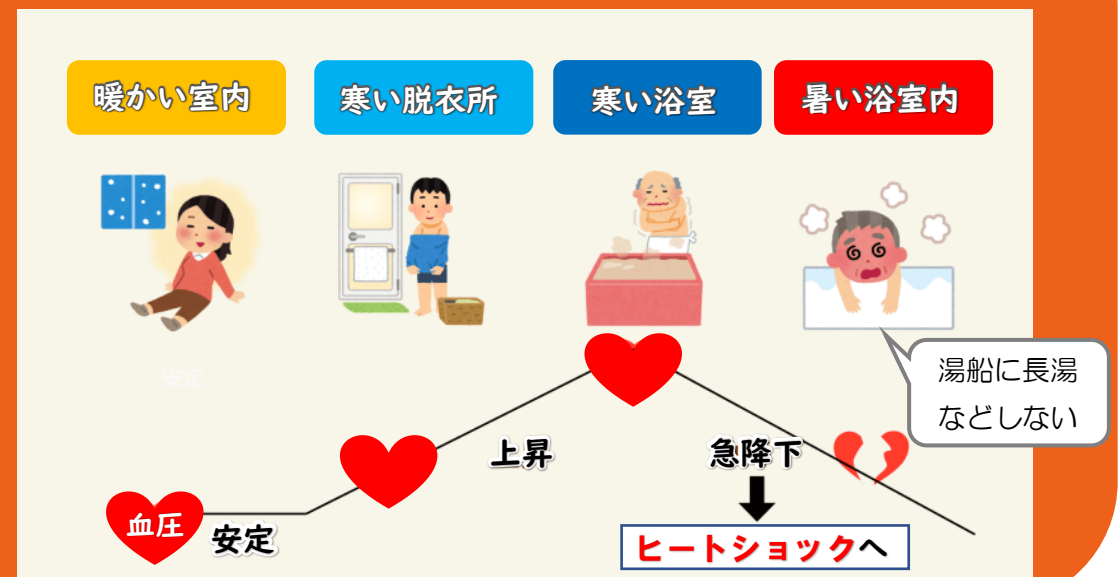 暖かい室内
寒い脱衣所
寒い浴室
暑い浴室内
安定
湯船に長湯
などしない
上昇
急降下
血圧
安定
ヒートショックへ